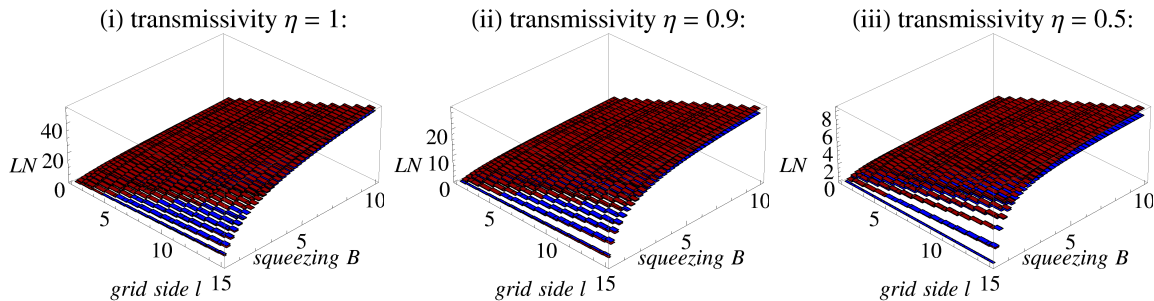 (i) transmissivity η = 1: (ii) transmissivity η = 0.9: (iii) transmissivity η = 0.5:
40
20
LN
0
5
10
15
grid side l
5
10
squeezing B
20
10
LN
0
5
10
15
grid side l
5
10
squeezing B
8
6
4
LN
2
0
5
10
15
grid side l
5
10
squeezing B